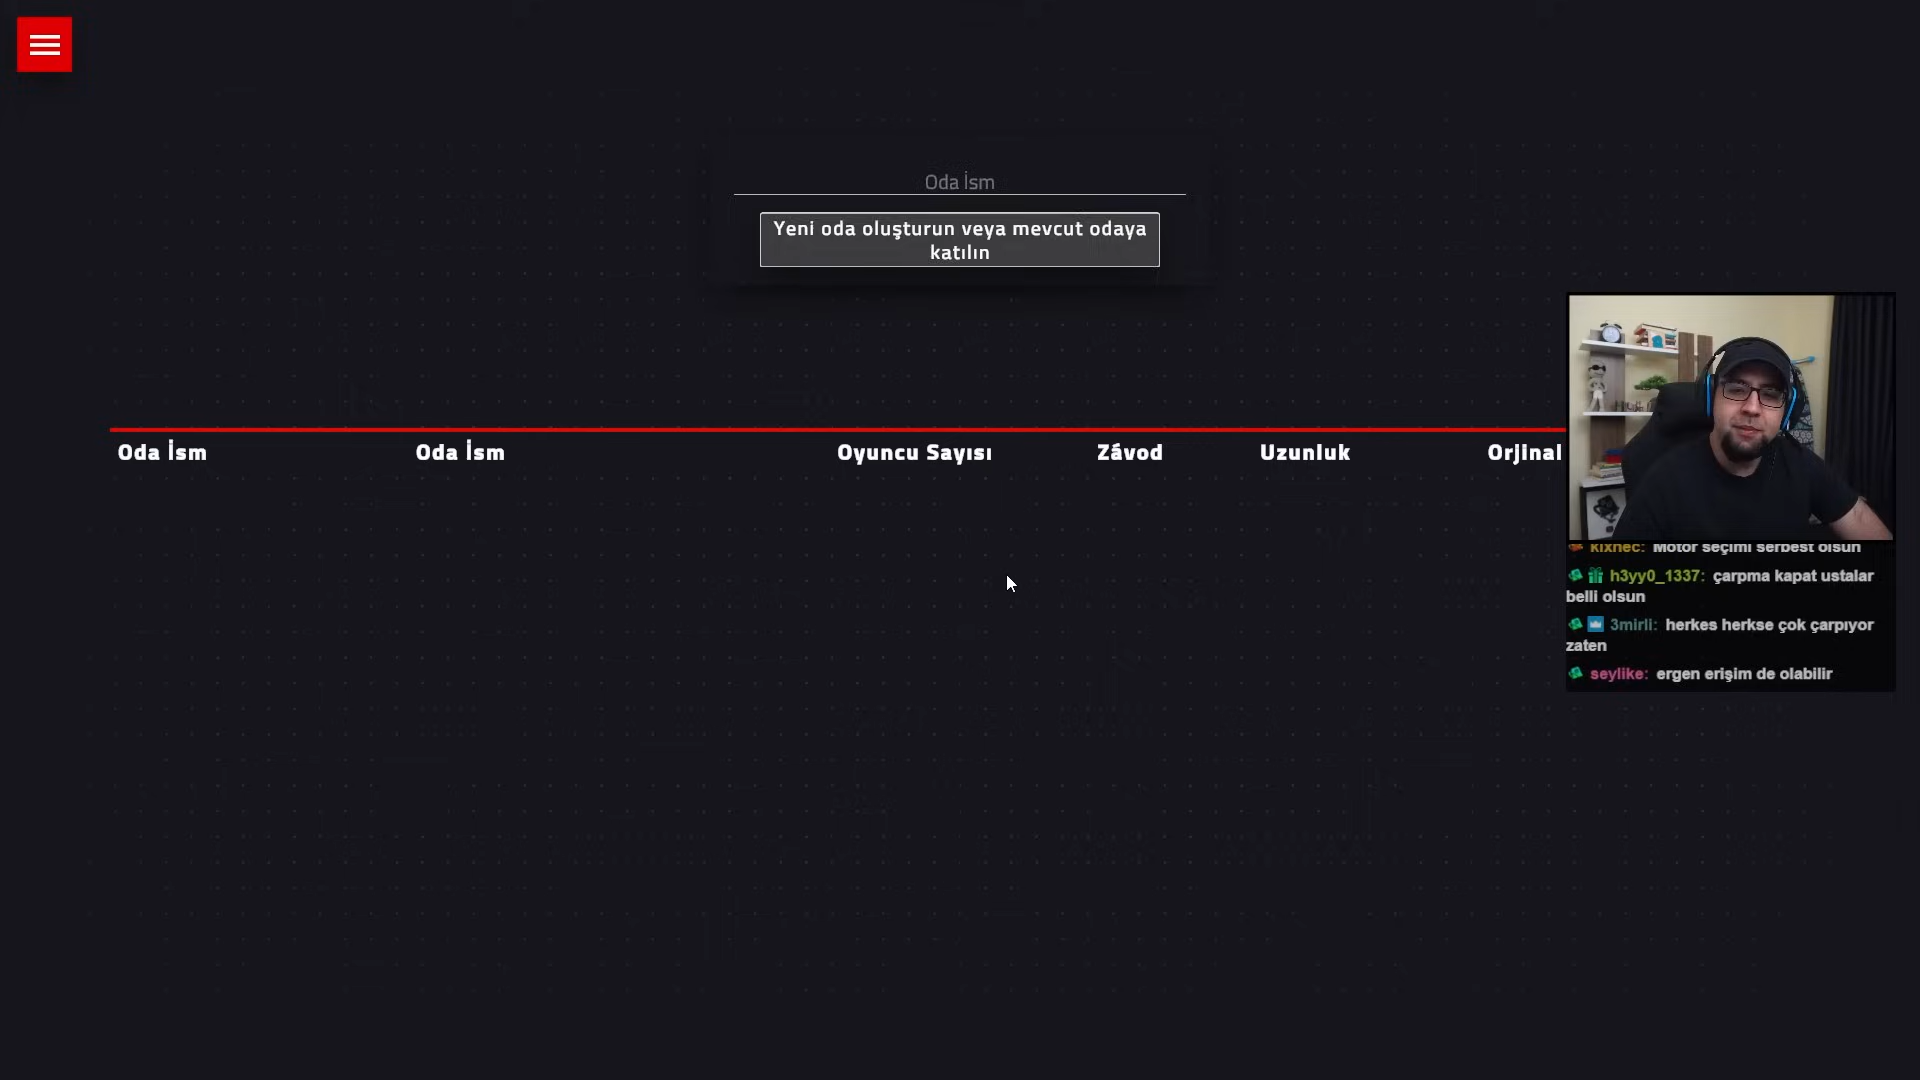 Oda İsm
Yeni oda oluşturun veya mevcut odaya
katılın
Oda İsm
Oda İsm
Oyuncu Sayısı
Závod
Uzunluk
Orjinal
kixhec: Motor seçimi serbest olsun
h3yy0_1337: çarpma kapat ustalar
belli olsun
3mirli: herkes herkse çok çarpıyor
zaten
seylike: ergen erişim de olabilir